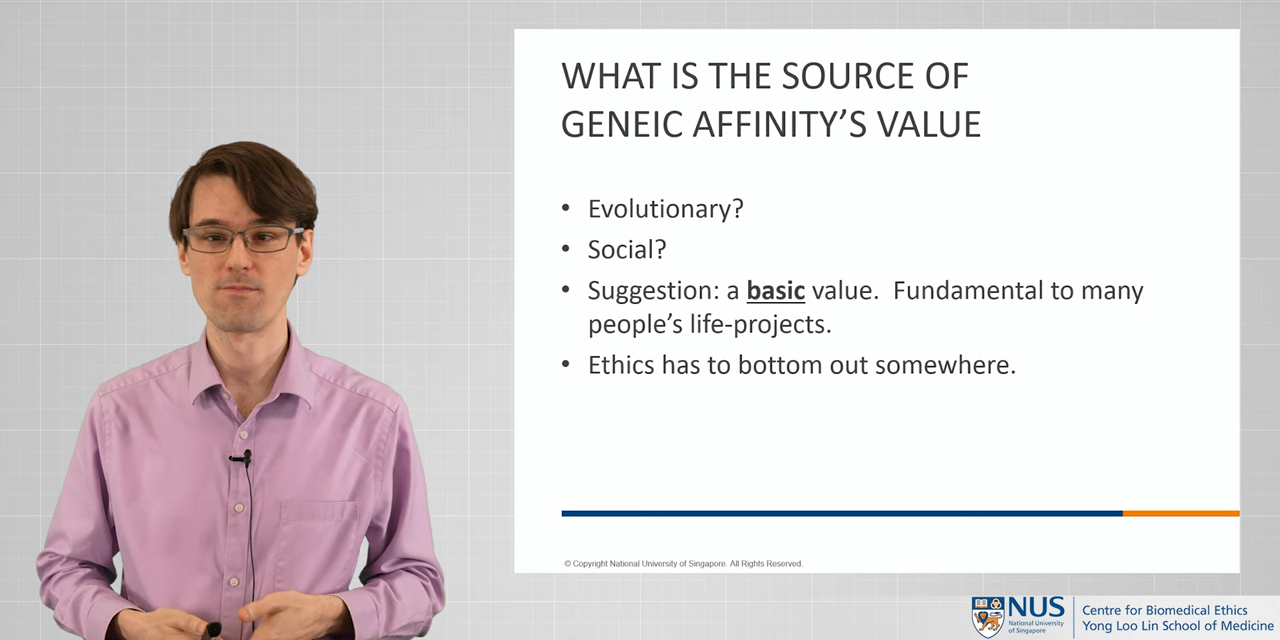 WHAT IS THE SOURCE OF
GENEIC AFFINITY’S VALUE
• Evolutionary?
• Social?
• Suggestion: a basic value.  Fundamental to many
people’s life-projects.
• Ethics has to bottom out somewhere.
© Copyright National University of Singapore. All Rights Reserved.
NUS
National University
of Singapore
Centre for Biomedical Ethics
Yong Loo Lin School of Medicine